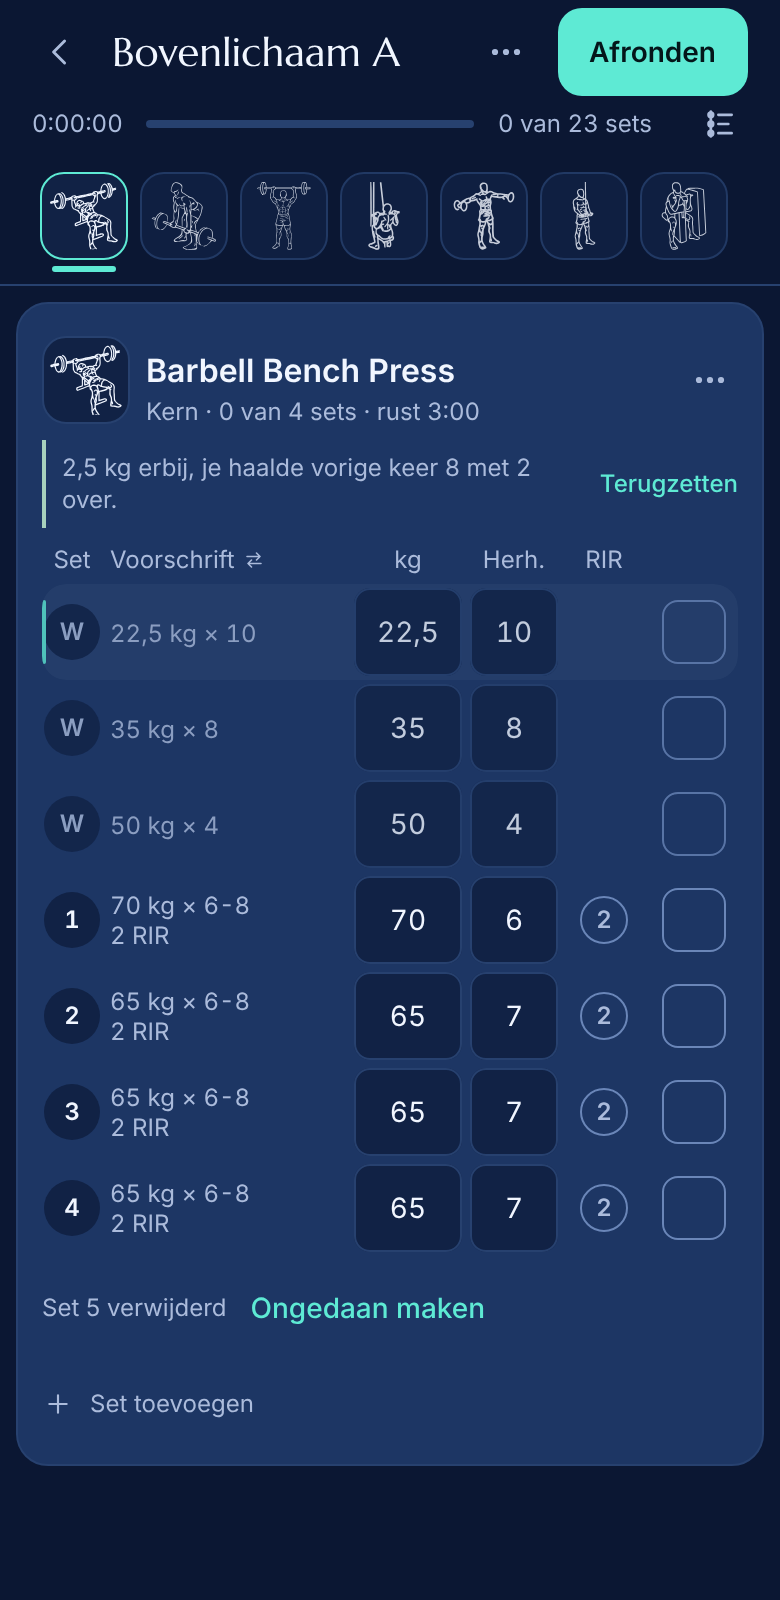 Bovenlichaam A
Afronden
0:00:00
0 van 23 sets
Barbell Bench Press
Kern · 0 van 4 sets · rust 3:00
2,5 kg erbij, je haalde vorige keer 8 met 2
over.
Terugzetten
Set Voorschrift ⇄ kg Herh. RIR
W 22,5 kg × 10 22,5 10
W 35 kg × 8 35 8
W 50 kg × 4 50 4
1 70 kg × 6-8 70 6 2
2 RIR
2 65 kg × 6-8 65 7 2
2 RIR
3 65 kg × 6-8 65 7 2
2 RIR
4 65 kg × 6-8 65 7 2
2 RIR
Set 5 verwijderd Ongedaan maken
+ Set toevoegen